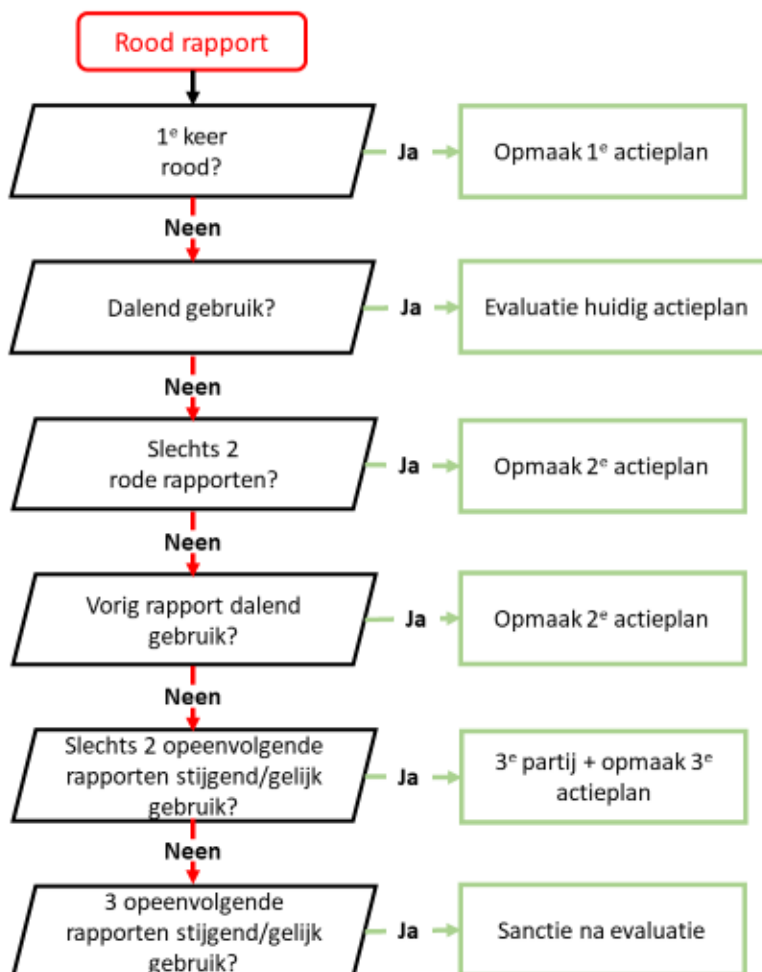 Rood rapport
1ᵉ keer
rood?
Ja
Opmaak 1ᵉ actieplan
Neen
Dalend gebruik?
Ja
Evaluatie huidig actieplan
Neen
Slechts 2
rode rapporten?
Ja
Opmaak 2ᵉ actieplan
Neen
Vorig rapport dalend
gebruik?
Ja
Opmaak 2ᵉ actieplan
Neen
Slechts 2 opeenvolgende
rapporten stijgend/gelijk
gebruik?
Ja
3ᵉ partij + opmaak 3ᵉ
actieplan
Neen
3 opeenvolgende
rapporten stijgend/gelijk
gebruik?
Ja
Sanctie na evaluatie